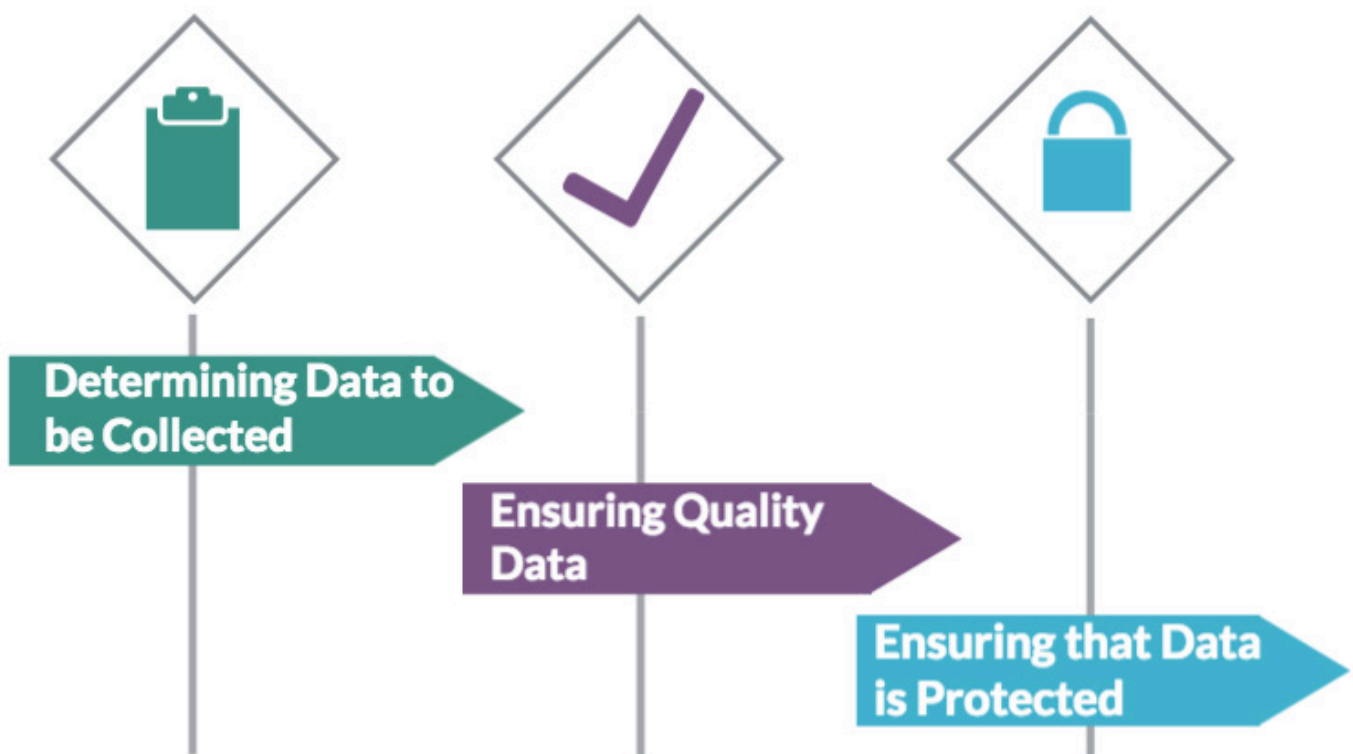 Determining Data to
be Collected
Ensuring Quality
Data
Ensuring that Data
is Protected